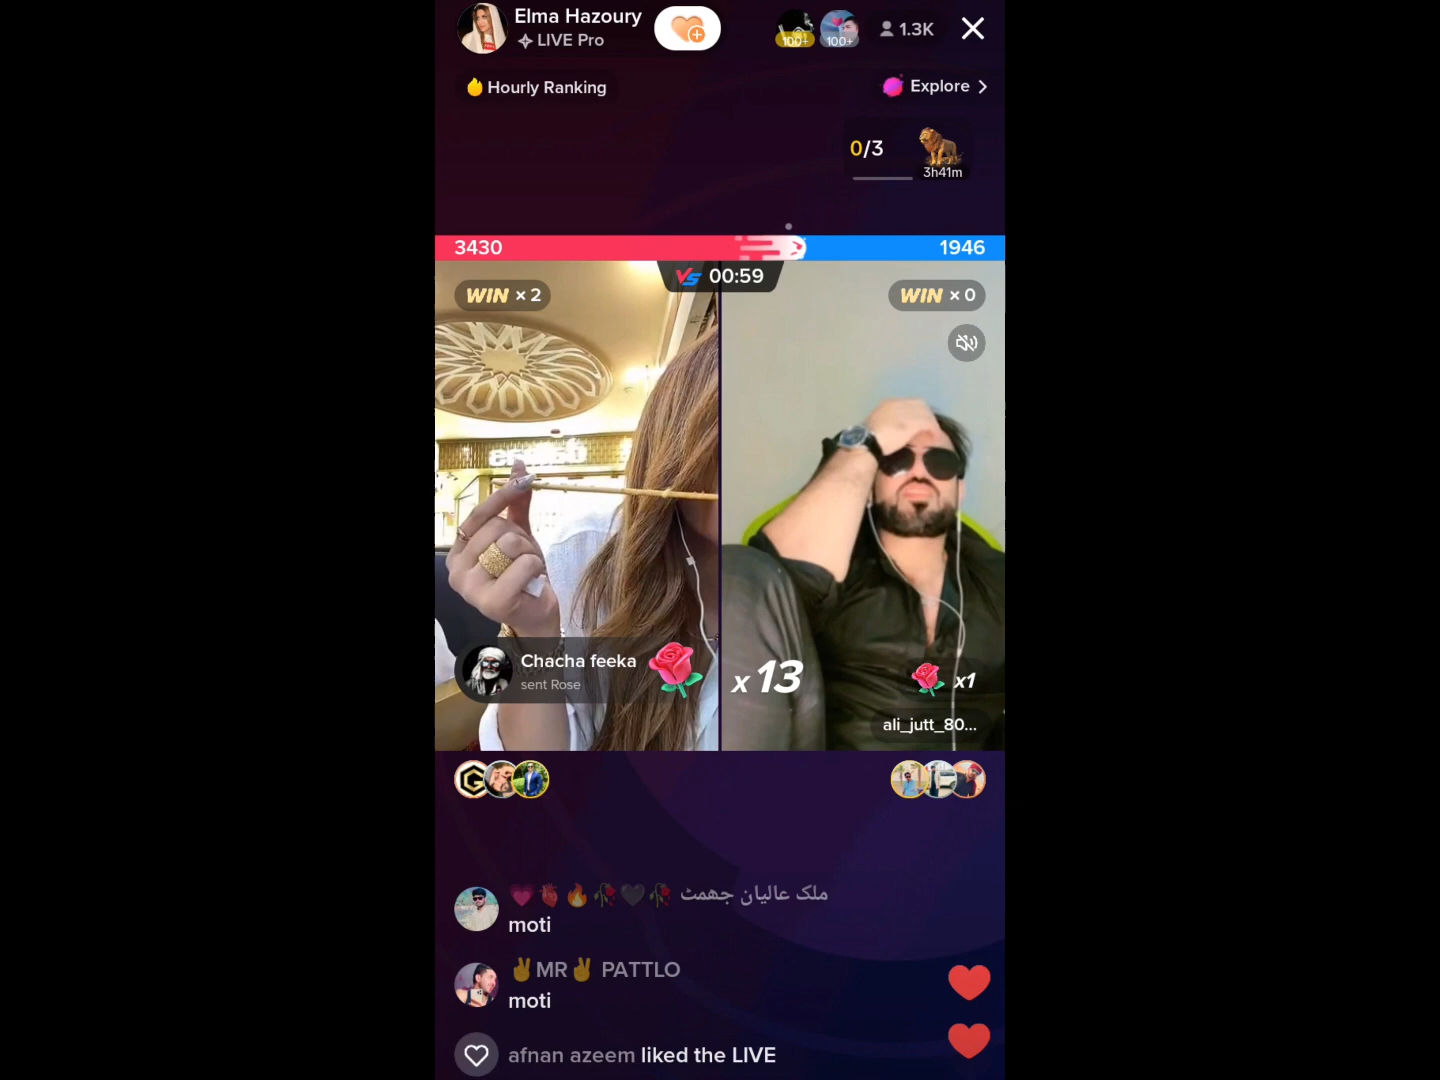 Elma Hazoury
LIVE Pro
100+
100+
1.3K
Hourly Ranking
Explore
0/3
3h41m
3430
1946
VS 00:59
WIN × 2
WIN × 0
Chacha feeka
sent Rose
x 13
x1
ali_jutt_80...
💗🫀🔥🥀🖤🥀 ملک عالیان جھمٹ
moti
✌MR✌ PATTLO
moti
afnan azeem liked the LIVE